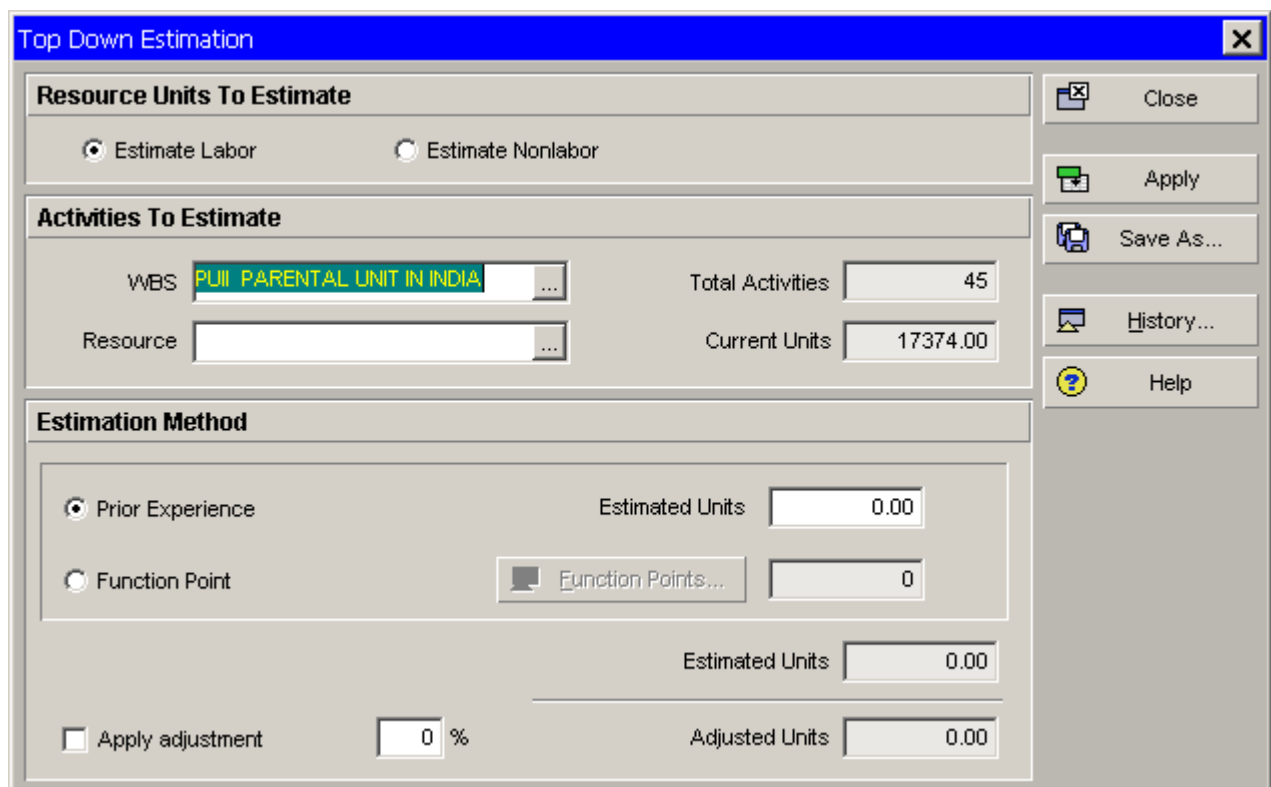 Top Down Estimation
Resource Units To Estimate
Estimate Labor Estimate Nonlabor
Activities To Estimate
WBS PUII PARENTAL UNIT IN INDIA ... Total Activities 45
Resource ... Current Units 17374.00
Estimation Method
Prior Experience Estimated Units 0.00
Function Point Function Points... 0
Estimated Units 0.00
Apply adjustment 0 % Adjusted Units 0.00
Close
Apply
Save As...
History...
Help